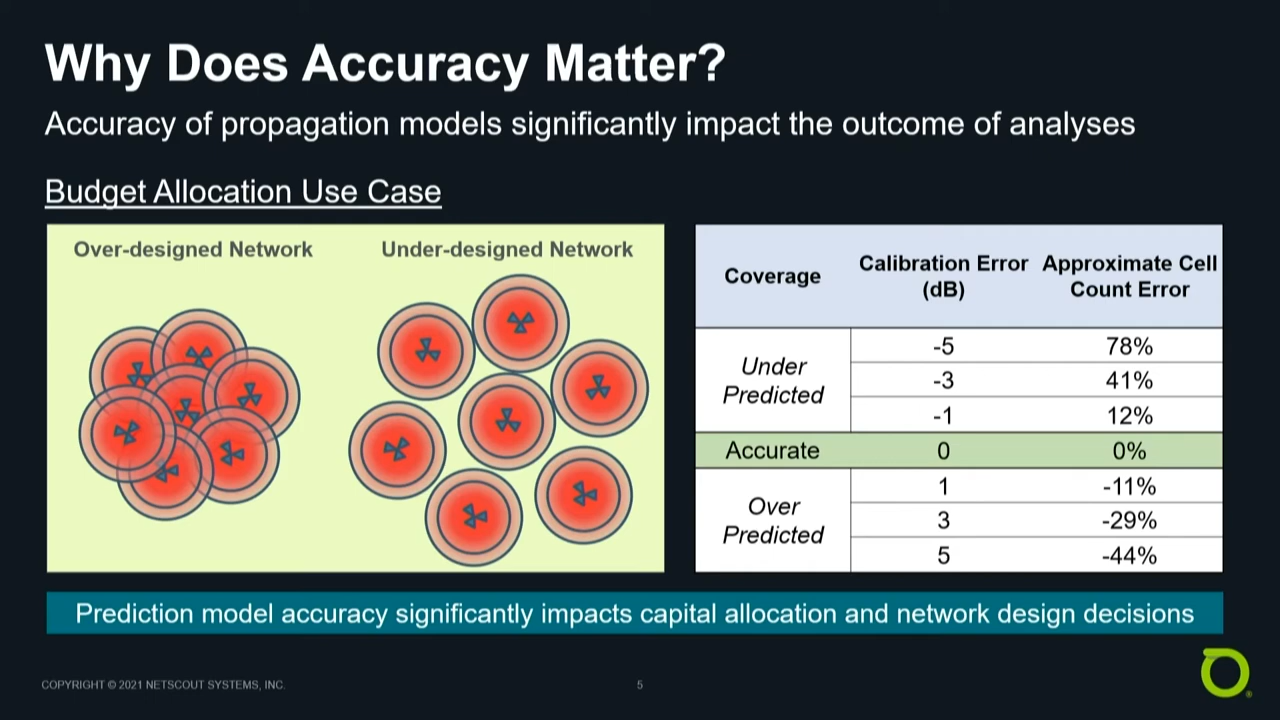 Why Does Accuracy Matter?
Accuracy of propagation models significantly impact the outcome of analyses
Budget Allocation Use Case
Over-designed Network
Under-designed Network
Coverage
Calibration Error
(dB)
Approximate Cell
Count Error
Under
Predicted
-5 78%
-3 41%
-1 12%
Accurate 0 0%
Over
Predicted
1 -11%
3 -29%
5 -44%
Prediction model accuracy significantly impacts capital allocation and network design decisions
COPYRIGHT © 2021 NETSCOUT SYSTEMS, INC.
5
®